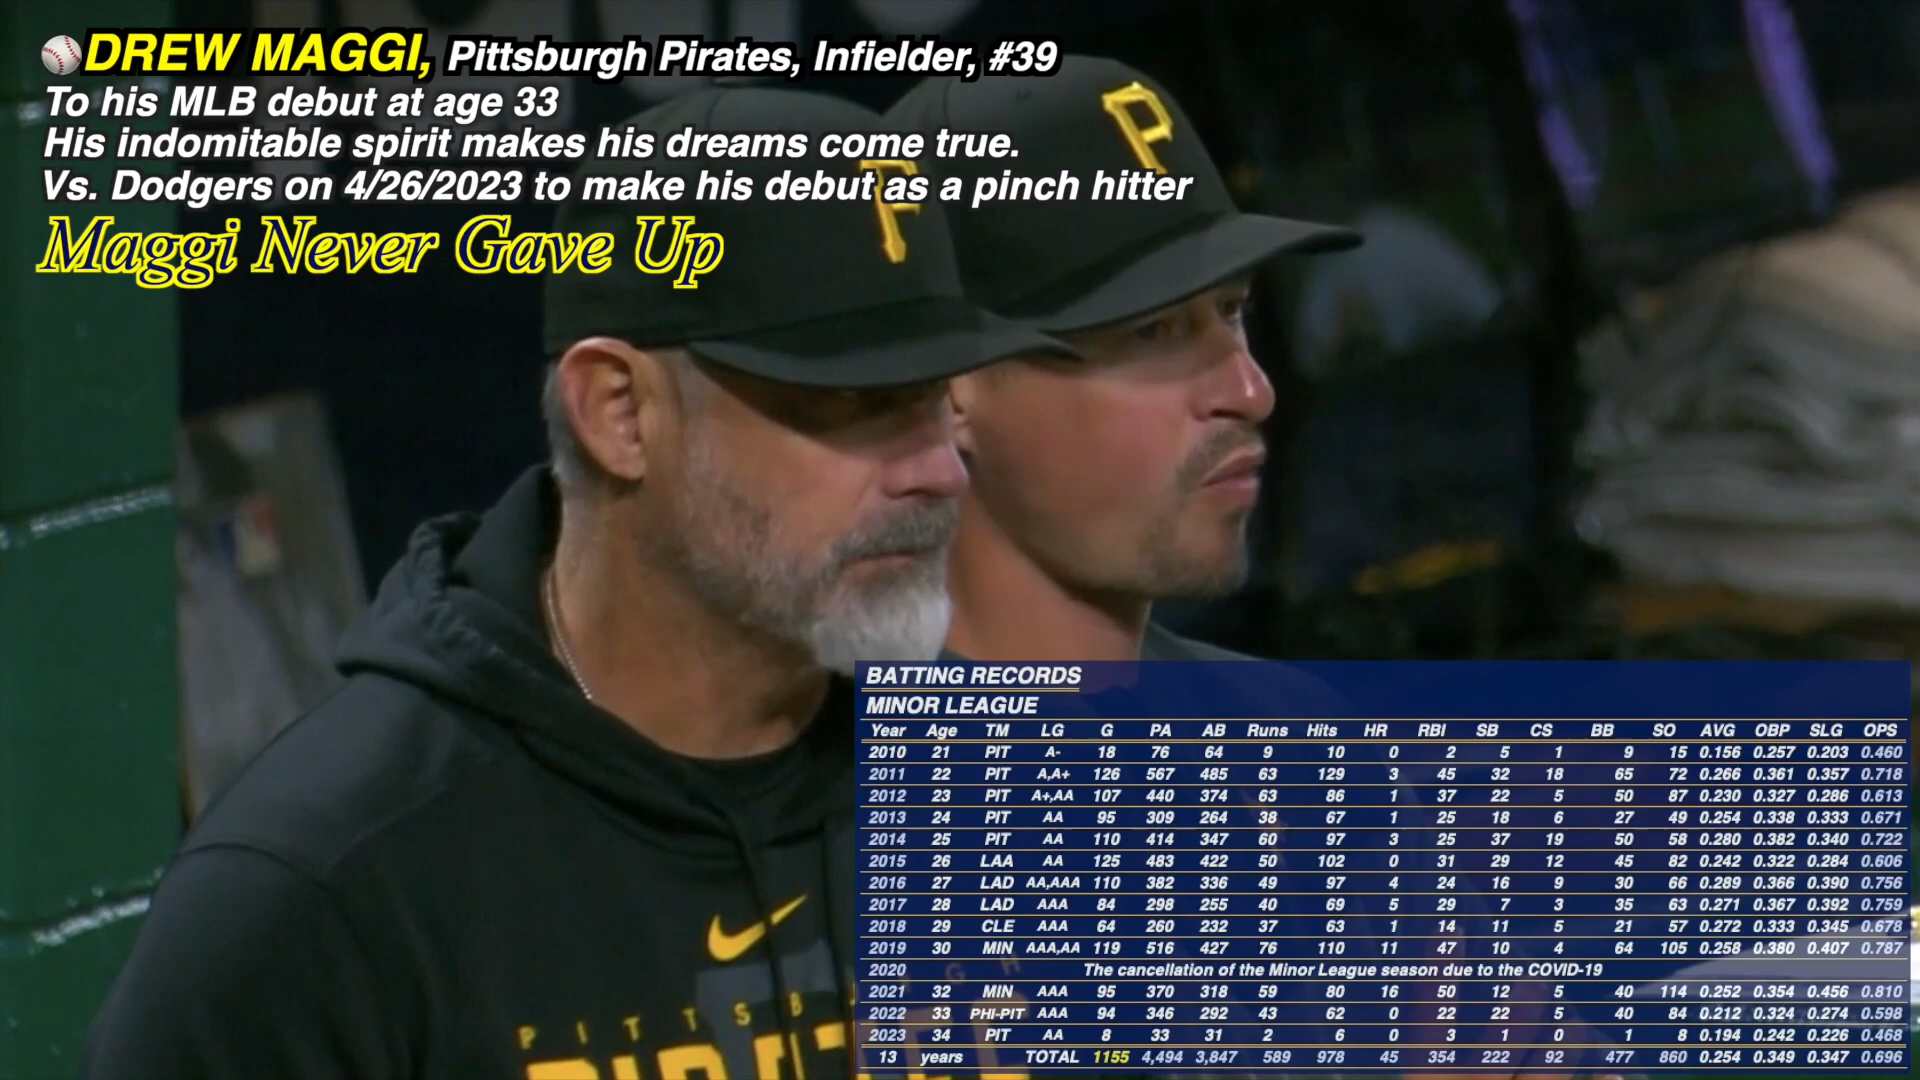 DREW MAGGI, Pittsburgh Pirates, Infielder, #39
To his MLB debut at age 33
His indomitable spirit makes his dreams come true.
Vs. Dodgers on 4/26/2023 to make his debut as a pinch hitter
Maggi Never Gave Up
P
P
PITTSBURGH
PIRATES
BATTING RECORDS
MINOR LEAGUE
Year Age TM LG G PA AB Runs Hits HR RBI SB CS BB SO AVG OBP SLG OPS
2010 21 PIT A- 18 76 64 9 10 0 2 5 1 9 15 0.156 0.257 0.203 0.460
2011 22 PIT A,A+ 126 567 485 63 129 3 45 32 18 65 72 0.266 0.361 0.357 0.718
2012 23 PIT A+,AA 107 440 374 63 86 1 37 22 5 50 87 0.230 0.327 0.286 0.613
2013 24 PIT AA 95 309 264 38 67 1 25 18 6 27 49 0.254 0.338 0.333 0.671
2014 25 PIT AA 110 414 347 60 97 3 25 37 19 50 58 0.280 0.382 0.340 0.722
2015 26 LAA AA 125 483 422 50 102 0 31 29 12 45 82 0.242 0.322 0.284 0.606
2016 27 LAD AA,AAA 110 382 336 49 97 4 24 16 9 30 66 0.289 0.366 0.390 0.756
2017 28 LAD AAA 84 298 255 40 69 5 29 7 3 35 63 0.271 0.367 0.392 0.759
2018 29 CLE AAA 64 260 232 37 63 1 14 11 5 21 57 0.272 0.333 0.345 0.678
2019 30 MIN AAA,AA 119 516 427 76 110 11 47 10 4 64 105 0.258 0.380 0.407 0.787
2020 The cancellation of the Minor League season due to the COVID-19
2021 32 MIN AAA 95 370 318 59 80 16 50 12 5 40 114 0.252 0.354 0.456 0.810
2022 33 PHI-PIT AAA 94 346 292 43 62 0 22 22 5 40 84 0.212 0.324 0.274 0.598
2023 34 PIT AA 8 33 31 2 6 0 3 1 0 1 8 0.194 0.242 0.226 0.468
13 years TOTAL 1155 4,494 3,847 589 978 45 354 222 92 477 860 0.254 0.349 0.347 0.696